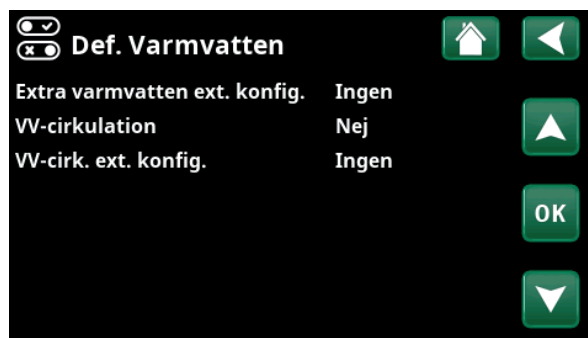 Def. Varmvatten
Extra varmvatten ext. konfig. Ingen
VV-cirkulation Nej
VV-cirk. ext. konfig. Ingen
OK